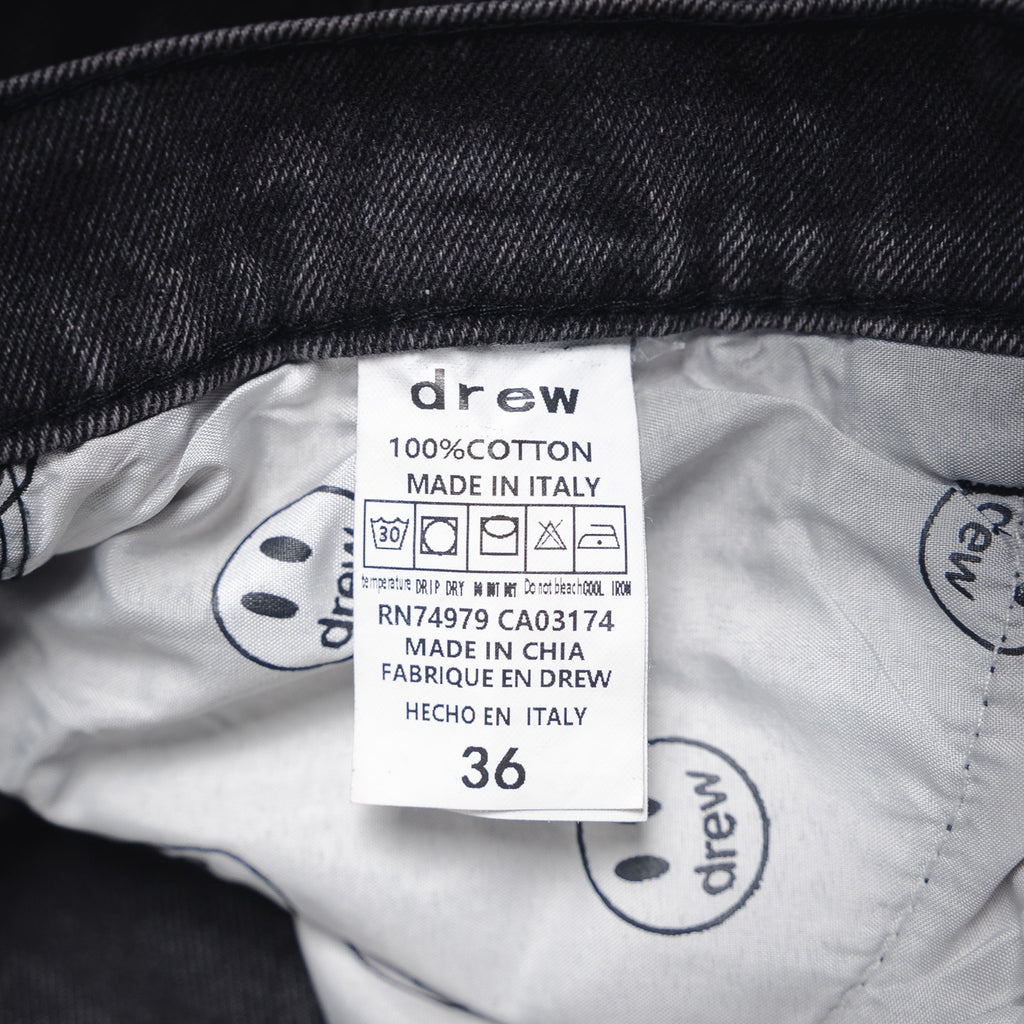 drew
100%COTTON
MADE IN ITALY
30
temperature DRIP DRY DO NOT WET Do not bleach COOL IRON
RN74979 CA03174
MADE IN CHIA
FABRIQUE EN DREW
HECHO EN ITALY
36
drew
drew
drew